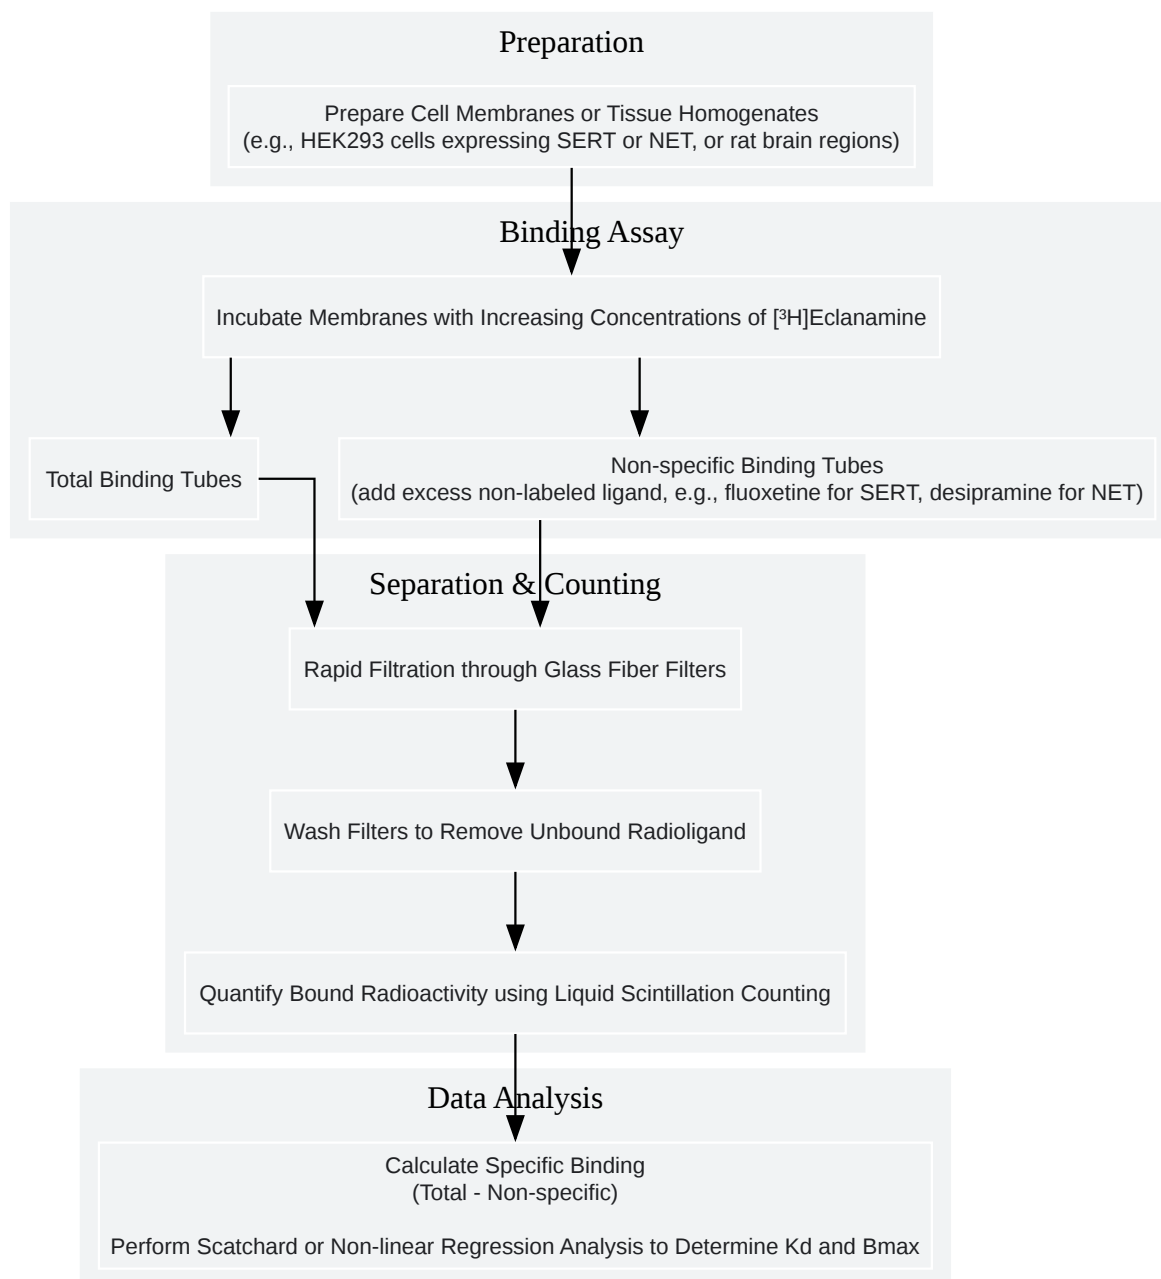 Preparation
Prepare Cell Membranes or Tissue Homogenates
(e.g., HEK293 cells expressing SERT or NET, or rat brain regions)
Binding Assay
Incubate Membranes with Increasing Concentrations of [³H]Eclanamine
Total Binding Tubes
Non-specific Binding Tubes
(add excess non-labeled ligand, e.g., fluoxetine for SERT, desipramine for NET)
Separation & Counting
Rapid Filtration through Glass Fiber Filters
Wash Filters to Remove Unbound Radioligand
Quantify Bound Radioactivity using Liquid Scintillation Counting
Data Analysis
Calculate Specific Binding
(Total - Non-specific)
Perform Scatchard or Non-linear Regression Analysis to Determine Kd and Bmax